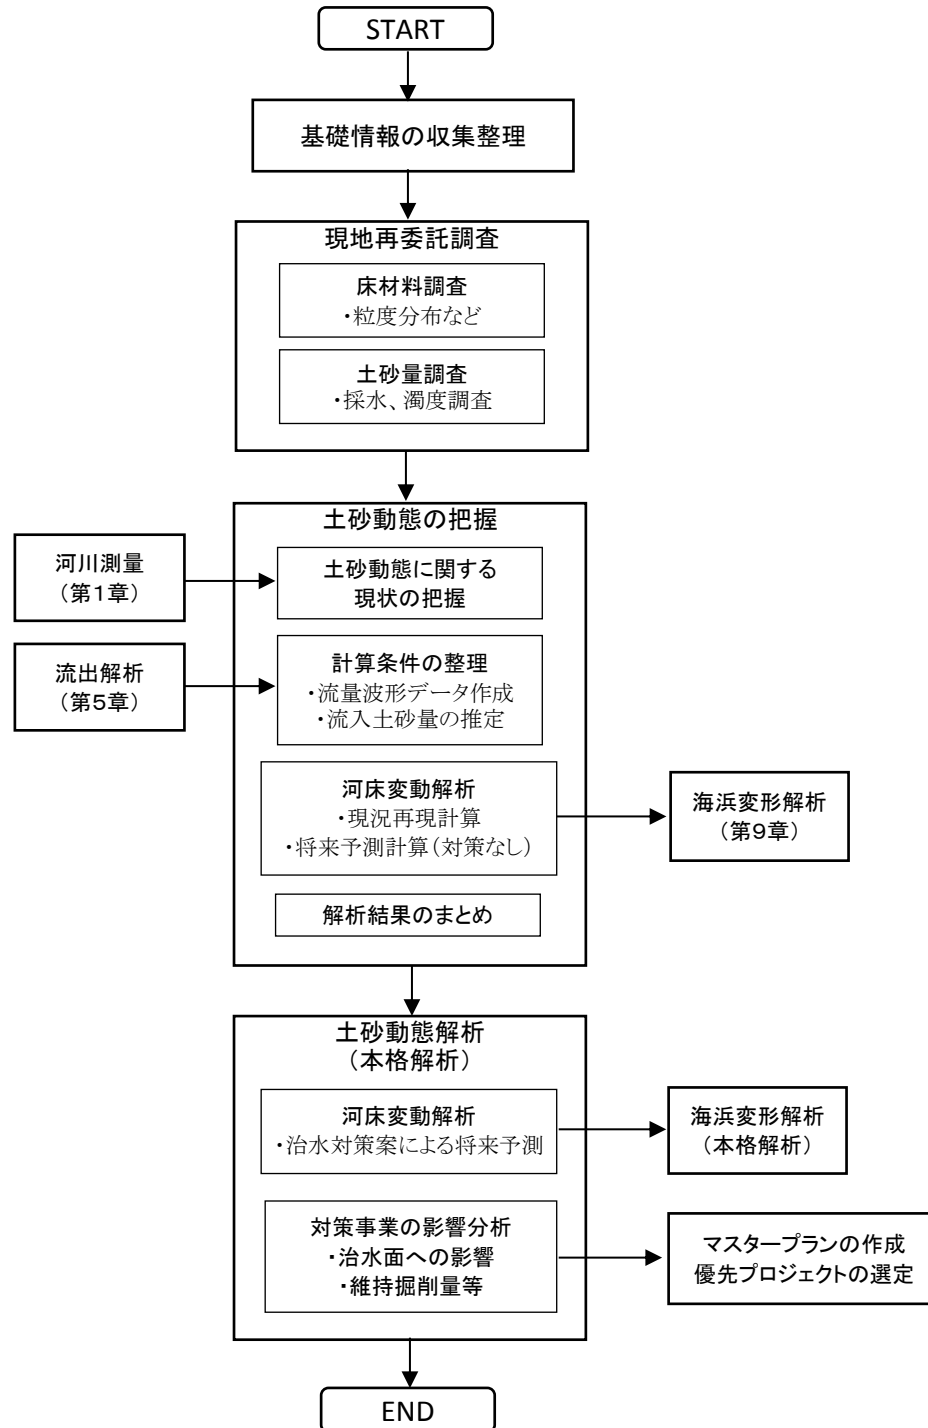 START
基礎情報の収集整理
現地再委託調査
床材料調査
・粒度分布など
土砂量調査
・採水、濁度調査
土砂動態の把握
河川測量
(第1章)
土砂動態に関する
現状の把握
流出解析
(第5章)
計算条件の整理
・流量波形データ作成
・流入土砂量の推定
河床変動解析
・現況再現計算
・将来予測計算(対策なし)
海浜変形解析
(第9章)
解析結果のまとめ
土砂動態解析
(本格解析)
河床変動解析
・治水対策案による将来予測
海浜変形解析
(本格解析)
対策事業の影響分析
・治水面への影響
・維持掘削量等
マスタープランの作成
優先プロジェクトの選定
END